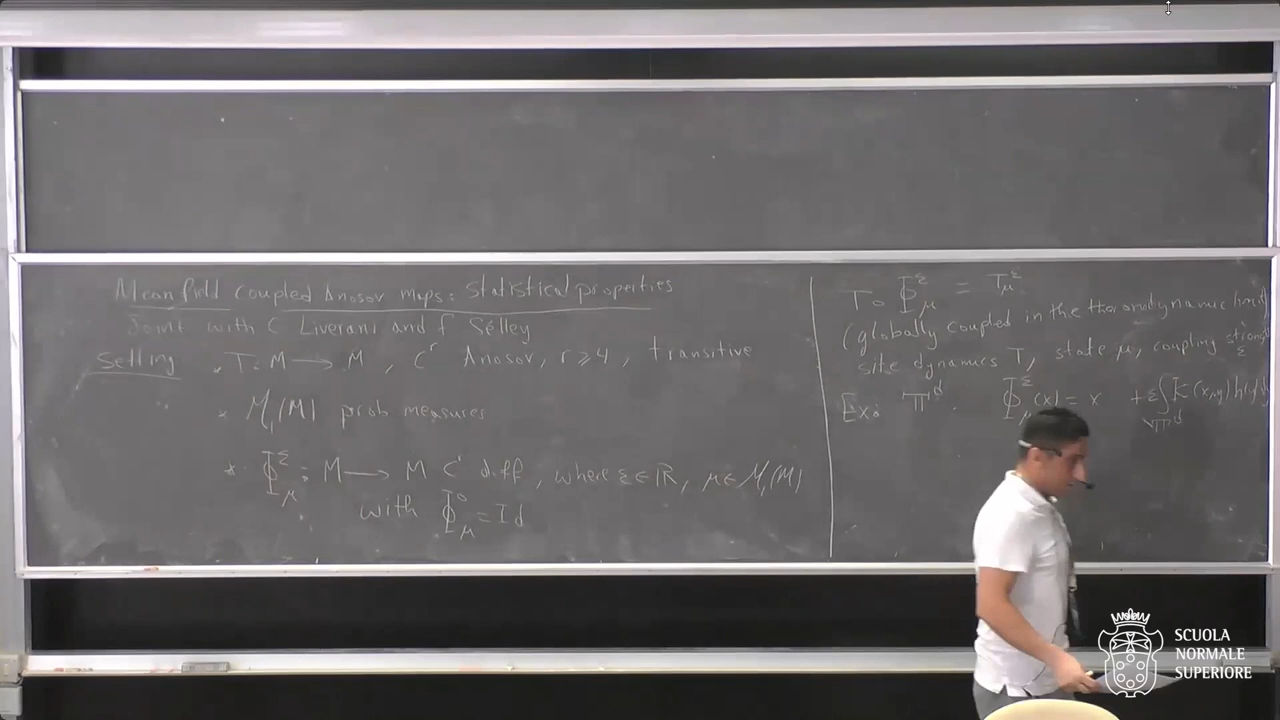 Mean field coupled Anosov maps: Statistical properties
Joint with C Liverani and f Sélley
Setting * T: M → M , C^r Anosov, r ≥ 4, transitive
* M₁(M) prob measures
* Φ^ε_μ : M → M C^r diff, where ε ∈ ℝ, μ ∈ M₁(M)
with Φ^0_μ = Id
T ∘ Φ^ε_μ = T^ε_μ
(globally coupled in the thermodynamic limit
site dynamics T, state μ, coupling strength
ε
Ex: 𝕋^d . Φ^ε_μ(x) = x + ε ∫_{𝕋^d} K(x,y) h(y) dy
SCUOLA
NORMALE
SUPERIORE